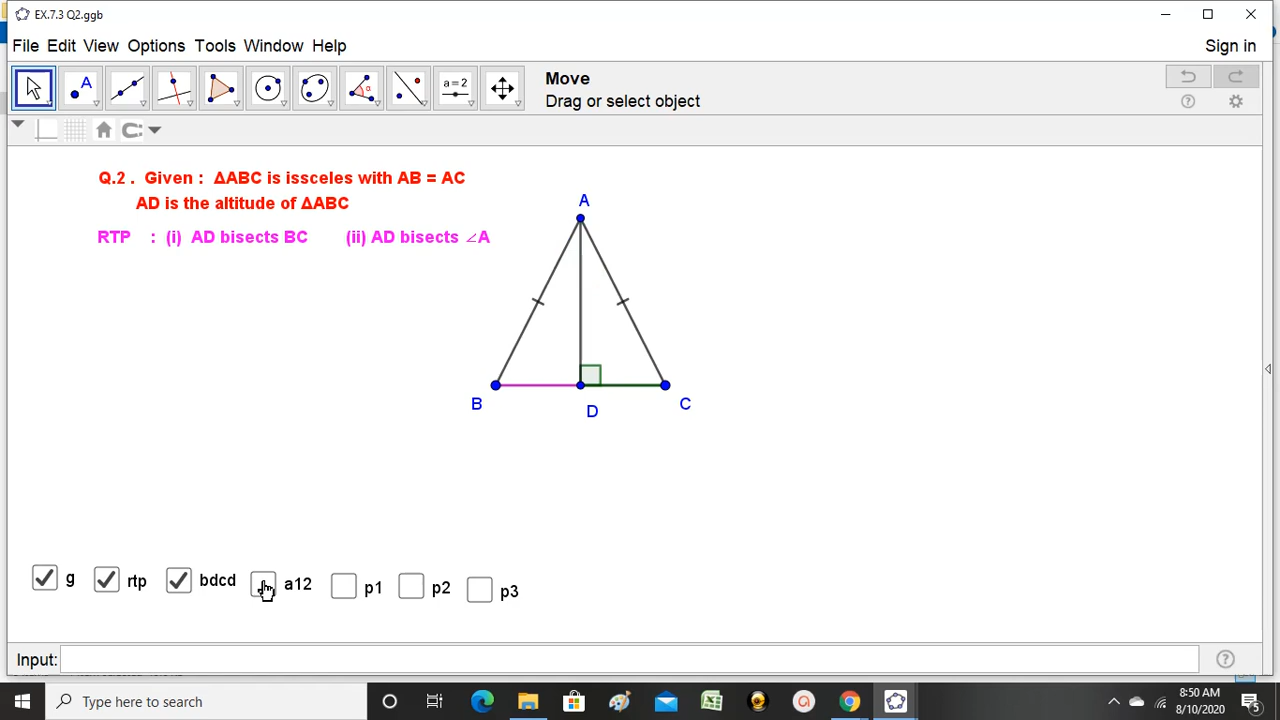 EX.7.3 Q2.ggb
File Edit View Options Tools Window Help
Sign in
A
α
a=2
Move
Drag or select object
Q.2 . Given : ΔABC is issceles with AB = AC
AD is the altitude of ΔABC
RTP : (i) AD bisects BC (ii) AD bisects ∠A
A
B
D
C
g rtp bdcd a12 p1 p2 p3
Input:
Type here to search
8:50 AM
8/10/2020
5